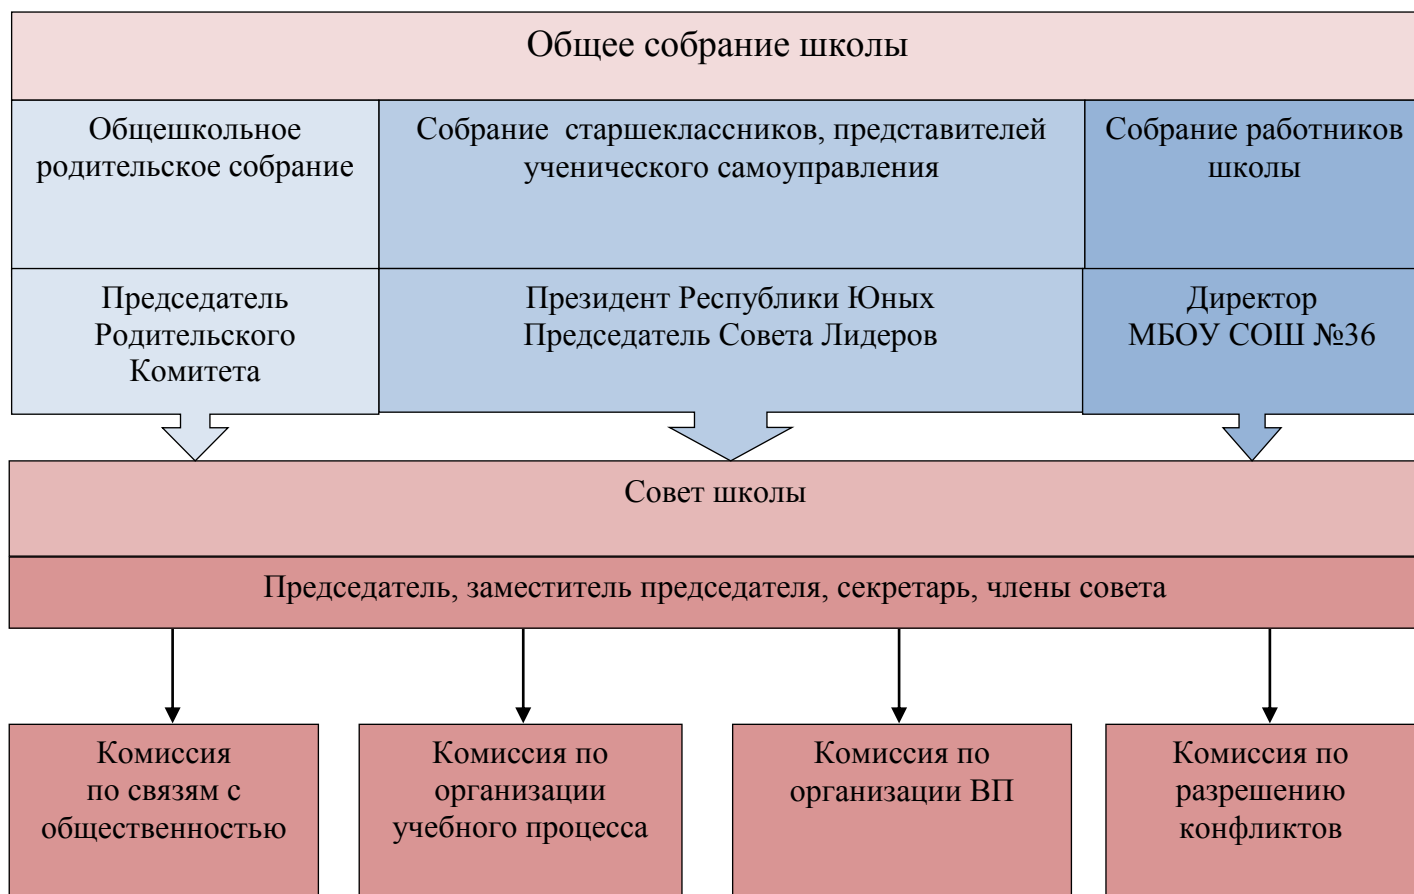 Общее собрание школы
Общешкольное
родительское собрание
Собрание старшеклассников, представителей
ученического самоуправления
Собрание работников
школы
Председатель
Родительского
Комитета
Президент Республики Юных
Председатель Совета Лидеров
Директор
МБОУ СОШ №36
Совет школы
Председатель, заместитель председателя, секретарь, члены совета
Комиссия
по связям с
общественностью
Комиссия по
организации
учебного процесса
Комиссия по
организации ВП
Комиссия по
разрешению
конфликтов